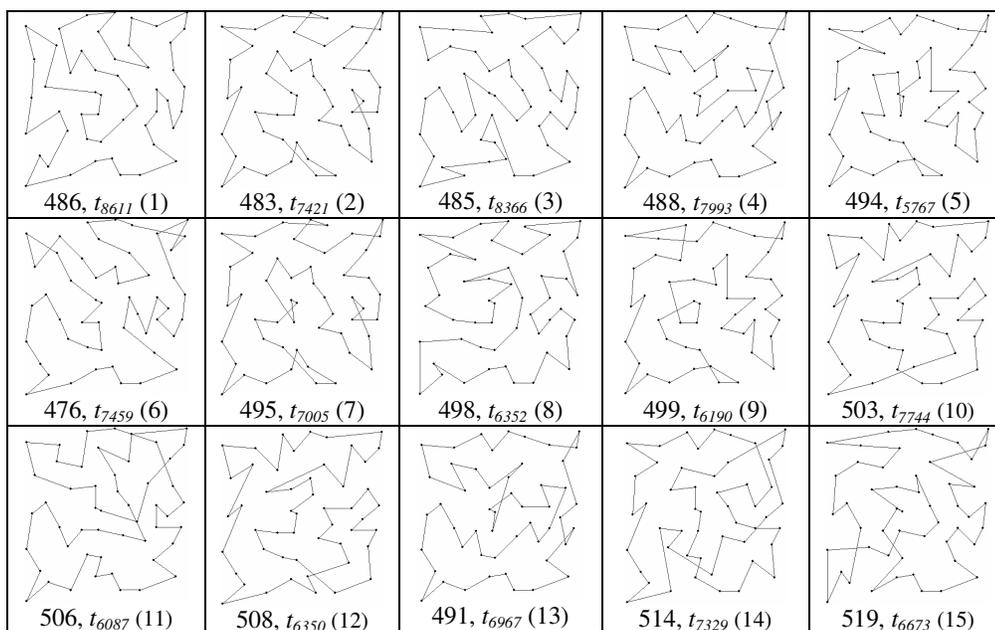 486, t8611 (1) 483, t7421 (2) 485, t8366 (3) 488, t7993 (4) 494, t5767 (5)
476, t7459 (6) 495, t7005 (7) 498, t6352 (8) 499, t6190 (9) 503, t7744 (10)
506, t6087 (11) 508, t6350 (12) 491, t6967 (13) 514, t7329 (14) 519, t6673 (15)